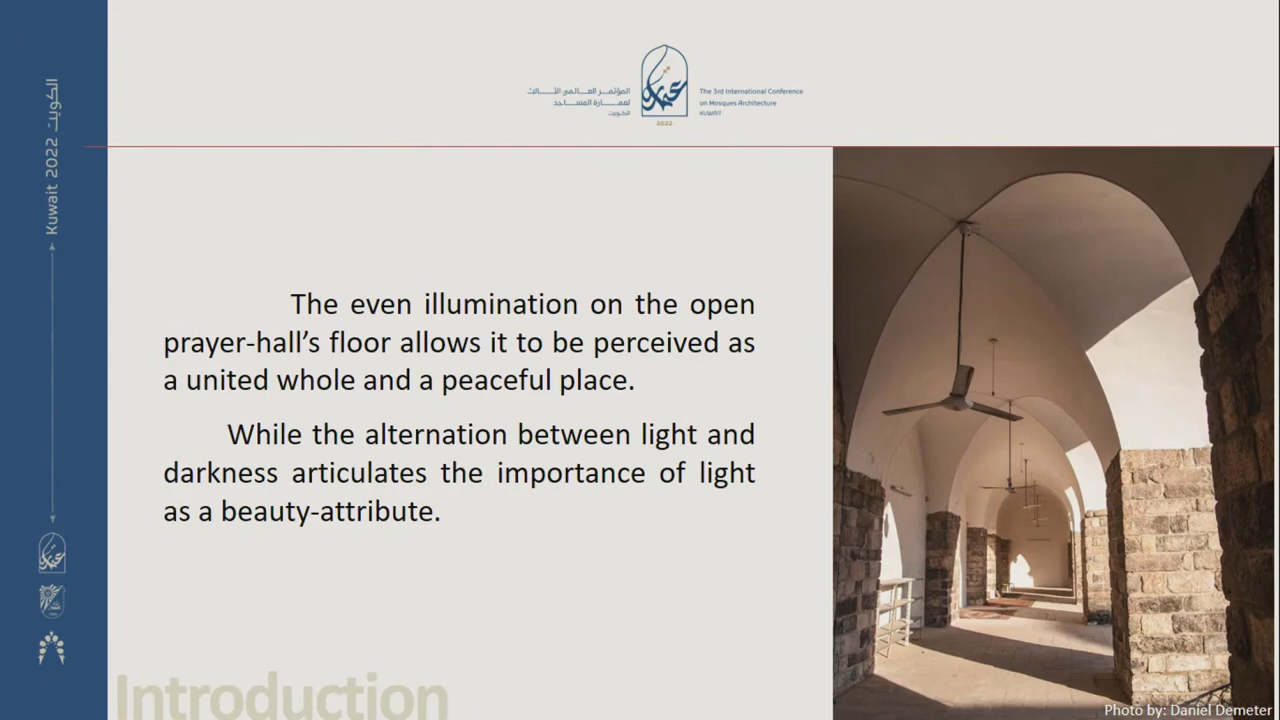 الكويت Kuwait 2022
المؤتمر العالمي الثالث
لعمارة المساجد
الكويت
The 3rd International Conference
on Mosques Architecture
KUWAIT
2022
The even illumination on the open
prayer-hall’s floor allows it to be perceived as
a united whole and a peaceful place.
While the alternation between light and
darkness articulates the importance of light
as a beauty-attribute.
Introduction
Photo by: Daniel Demeter